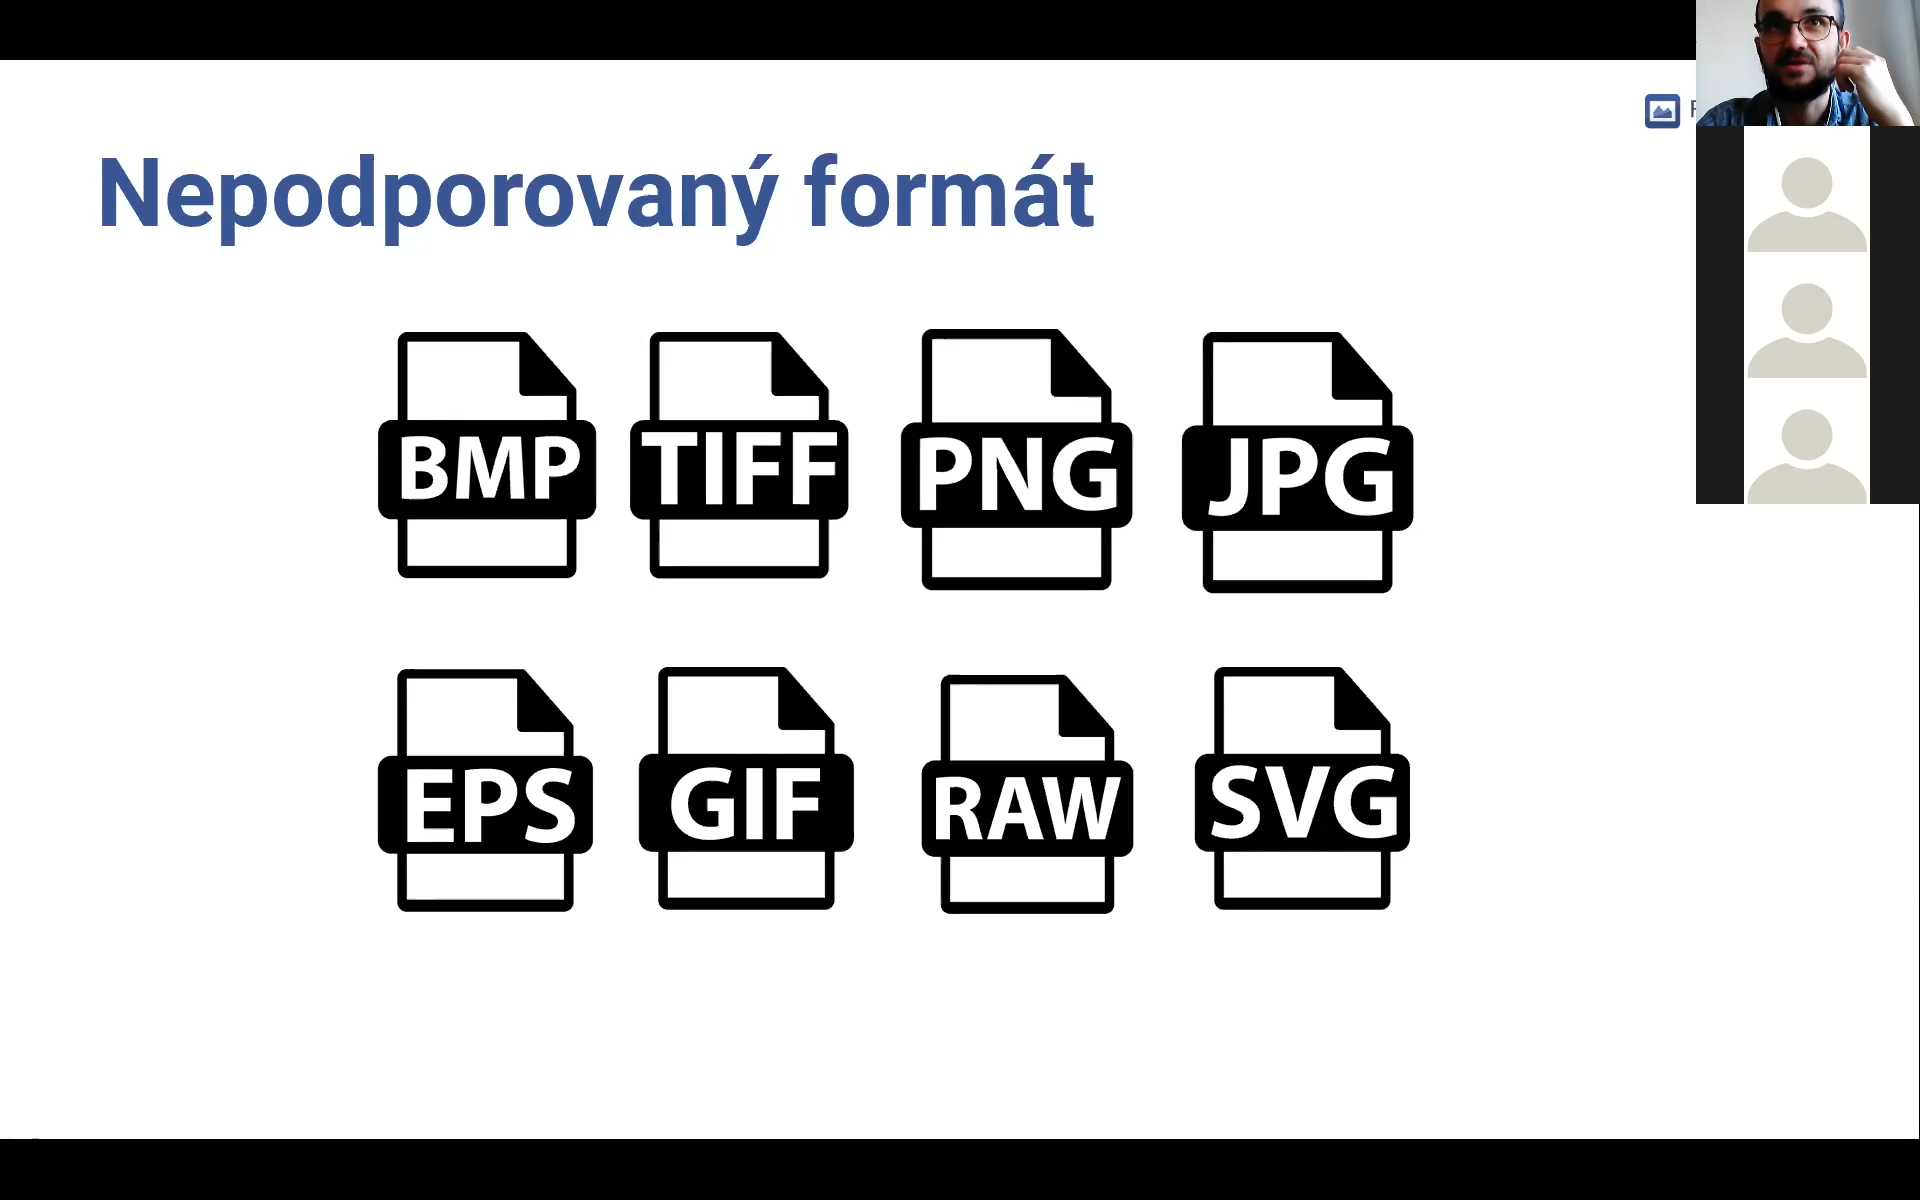 Nepodporovaný formát
BMP TIFF PNG JPG
EPS GIF RAW SVG